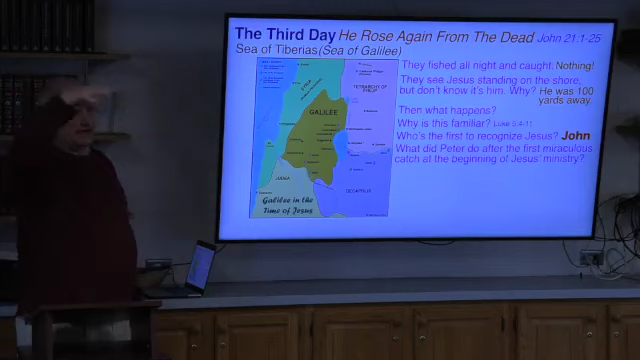 The Third Day He Rose Again From The Dead John 21:1-25
Sea of Tiberias (Sea of Galilee)
They fished all night and caught. Nothing!
They see Jesus standing on the shore,
but don't know it's him. Why? He was 100
yards away.
Then what happens?
Why is this familiar? Luke 5:4-11
Who's the first to recognize Jesus? John
What did Peter do after the first miraculous
catch at the beginning of Jesus' ministry?
SYRIA
TETRARCHY
OF PHILIP
GALILEE
JUDEA
DECAPOLIS
Galilee in the
Time of Jesus